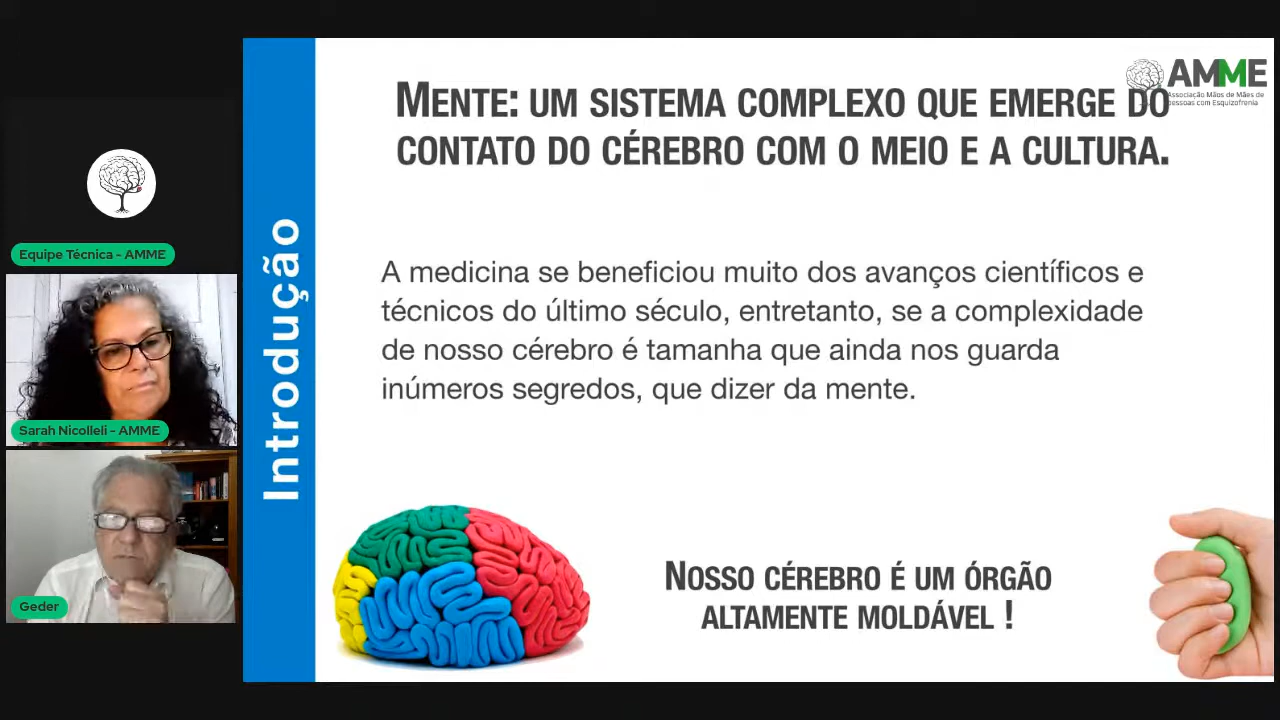 AMME
Associação Mãos de Mães de
pessoas com Esquizofrenia
MENTE: UM SISTEMA COMPLEXO QUE EMERGE DO
CONTATO DO CÉREBRO COM O MEIO E A CULTURA.
Equipe Técnica - AMME
Sarah Nicolleli - AMME
Geder
Introdução
A medicina se beneficiou muito dos avanços científicos e
técnicos do último século, entretanto, se a complexidade
de nosso cérebro é tamanha que ainda nos guarda
inúmeros segredos, que dizer da mente.
NOSSO CÉREBRO É UM ÓRGÃO
ALTAMENTE MOLDÁVEL !